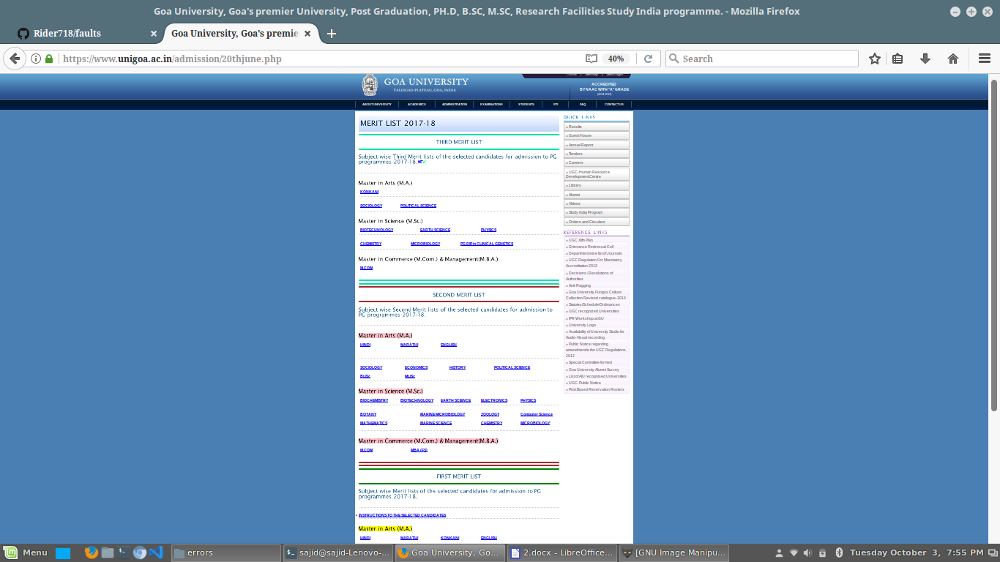 Goa University, Goa's premier University, Post Graduation, PH.D, B.SC, M.SC, Research Facilities Study India programme. - Mozilla Firefox
Rider718/faults
Goa University, Goa's premie
https://www.unigoa.ac.in/admission/20thjune.php
40%
Search
Home | Sitemap | Staff Login
GOA UNIVERSITY
TALEIGAO PLATEAU, GOA, INDIA
ACCREDITED
BY NAAC WITH "A" GRADE
ABOUT UNIVERSITY ACADEMICS ADMINISTRATION EXAMINATIONS STUDENTS RTI FAQ CONTACT US
MERIT LIST 2017-18
THIRD MERIT LIST
Subject wise Third Merit lists of the selected candidates for admission to PG
programmes 2017-18.
Master in Arts (M.A.)
KONKANI
SOCIOLOGY POLITICAL SCIENCE
Master in Science (M.Sc.)
BIOTECHNOLOGY EARTH SCIENCE PHYSICS
CHEMISTRY MICROBIOLOGY PG DIP.in CLINICAL GENETICS
Master in Commerce (M.Com.) & Management(M.B.A.)
M.COM
SECOND MERIT LIST
Subject wise Second Merit lists of the selected candidates for admission to
PG programmes 2017-18.
Master in Arts (M.A.)
HINDI MARATHI ENGLISH
SOCIOLOGY ECONOMICS HISTORY POLITICAL SCIENCE
BLISc MLISc
Master in Science (M.Sc.)
BIOCHEMISTRY BIOTECHNOLOGY EARTH SCIENCE ELECTRONICS PHYSICS
BOTANY MARINE MICROBIOLOGY ZOOLOGY Computer Science
MATHEMATICS MARINE SCIENCE CHEMISTRY MICROBIOLOGY
Master in Commerce (M.Com.) & Management(M.B.A.)
M.COM MBA (FS)
FIRST MERIT LIST
Subject wise Merit lists of the selected candidates for admission to PG
programmes 2017-18.
INSTRUCTIONS TO THE SELECTED CANDIDATES
Master in Arts (M.A.)
HINDI MARATHI KONKANI ENGLISH
QUICK LINKS
» Results
» Guest House
» Annual Report
» Tenders
» Careers
» UGC-Human Resource
Development Centre
» Library
» Alumni
» Videos
» Study India Program
» Orders and Circulars
REFERENCE LINKS
» UGC XIIth Plan
» Grievance Redressal Cell
» Departmentwise list of Journals
» UGC Regulation For Mandatory
Accreditation 2013
» Decisions / Resolutions of
Authorities
» Anti-Ragging
» Goa University Fungus Culture
Collection Revised catalogue-2014
» Statutes/Schedule/Ordinances
» UGC recognized Universities
» IPR Workshop at GU
» University Logo
» Availability of University Studio for
Audio-Visual recording
» Public Notice regarding
amendment to the UGC Regulations,
2012
» Special Committee formed
» Goa University Alumni Survey
» List of AIU recognised Universities
» UGC-Public Notice
» Post Based Reservation Rosters
Menu
errors
sajid@sajid-Lenovo-...
Goa University, Go...
2.docx - LibreOffice...
[GNU Image Manipu...
Tuesday October 3, 7:55 PM